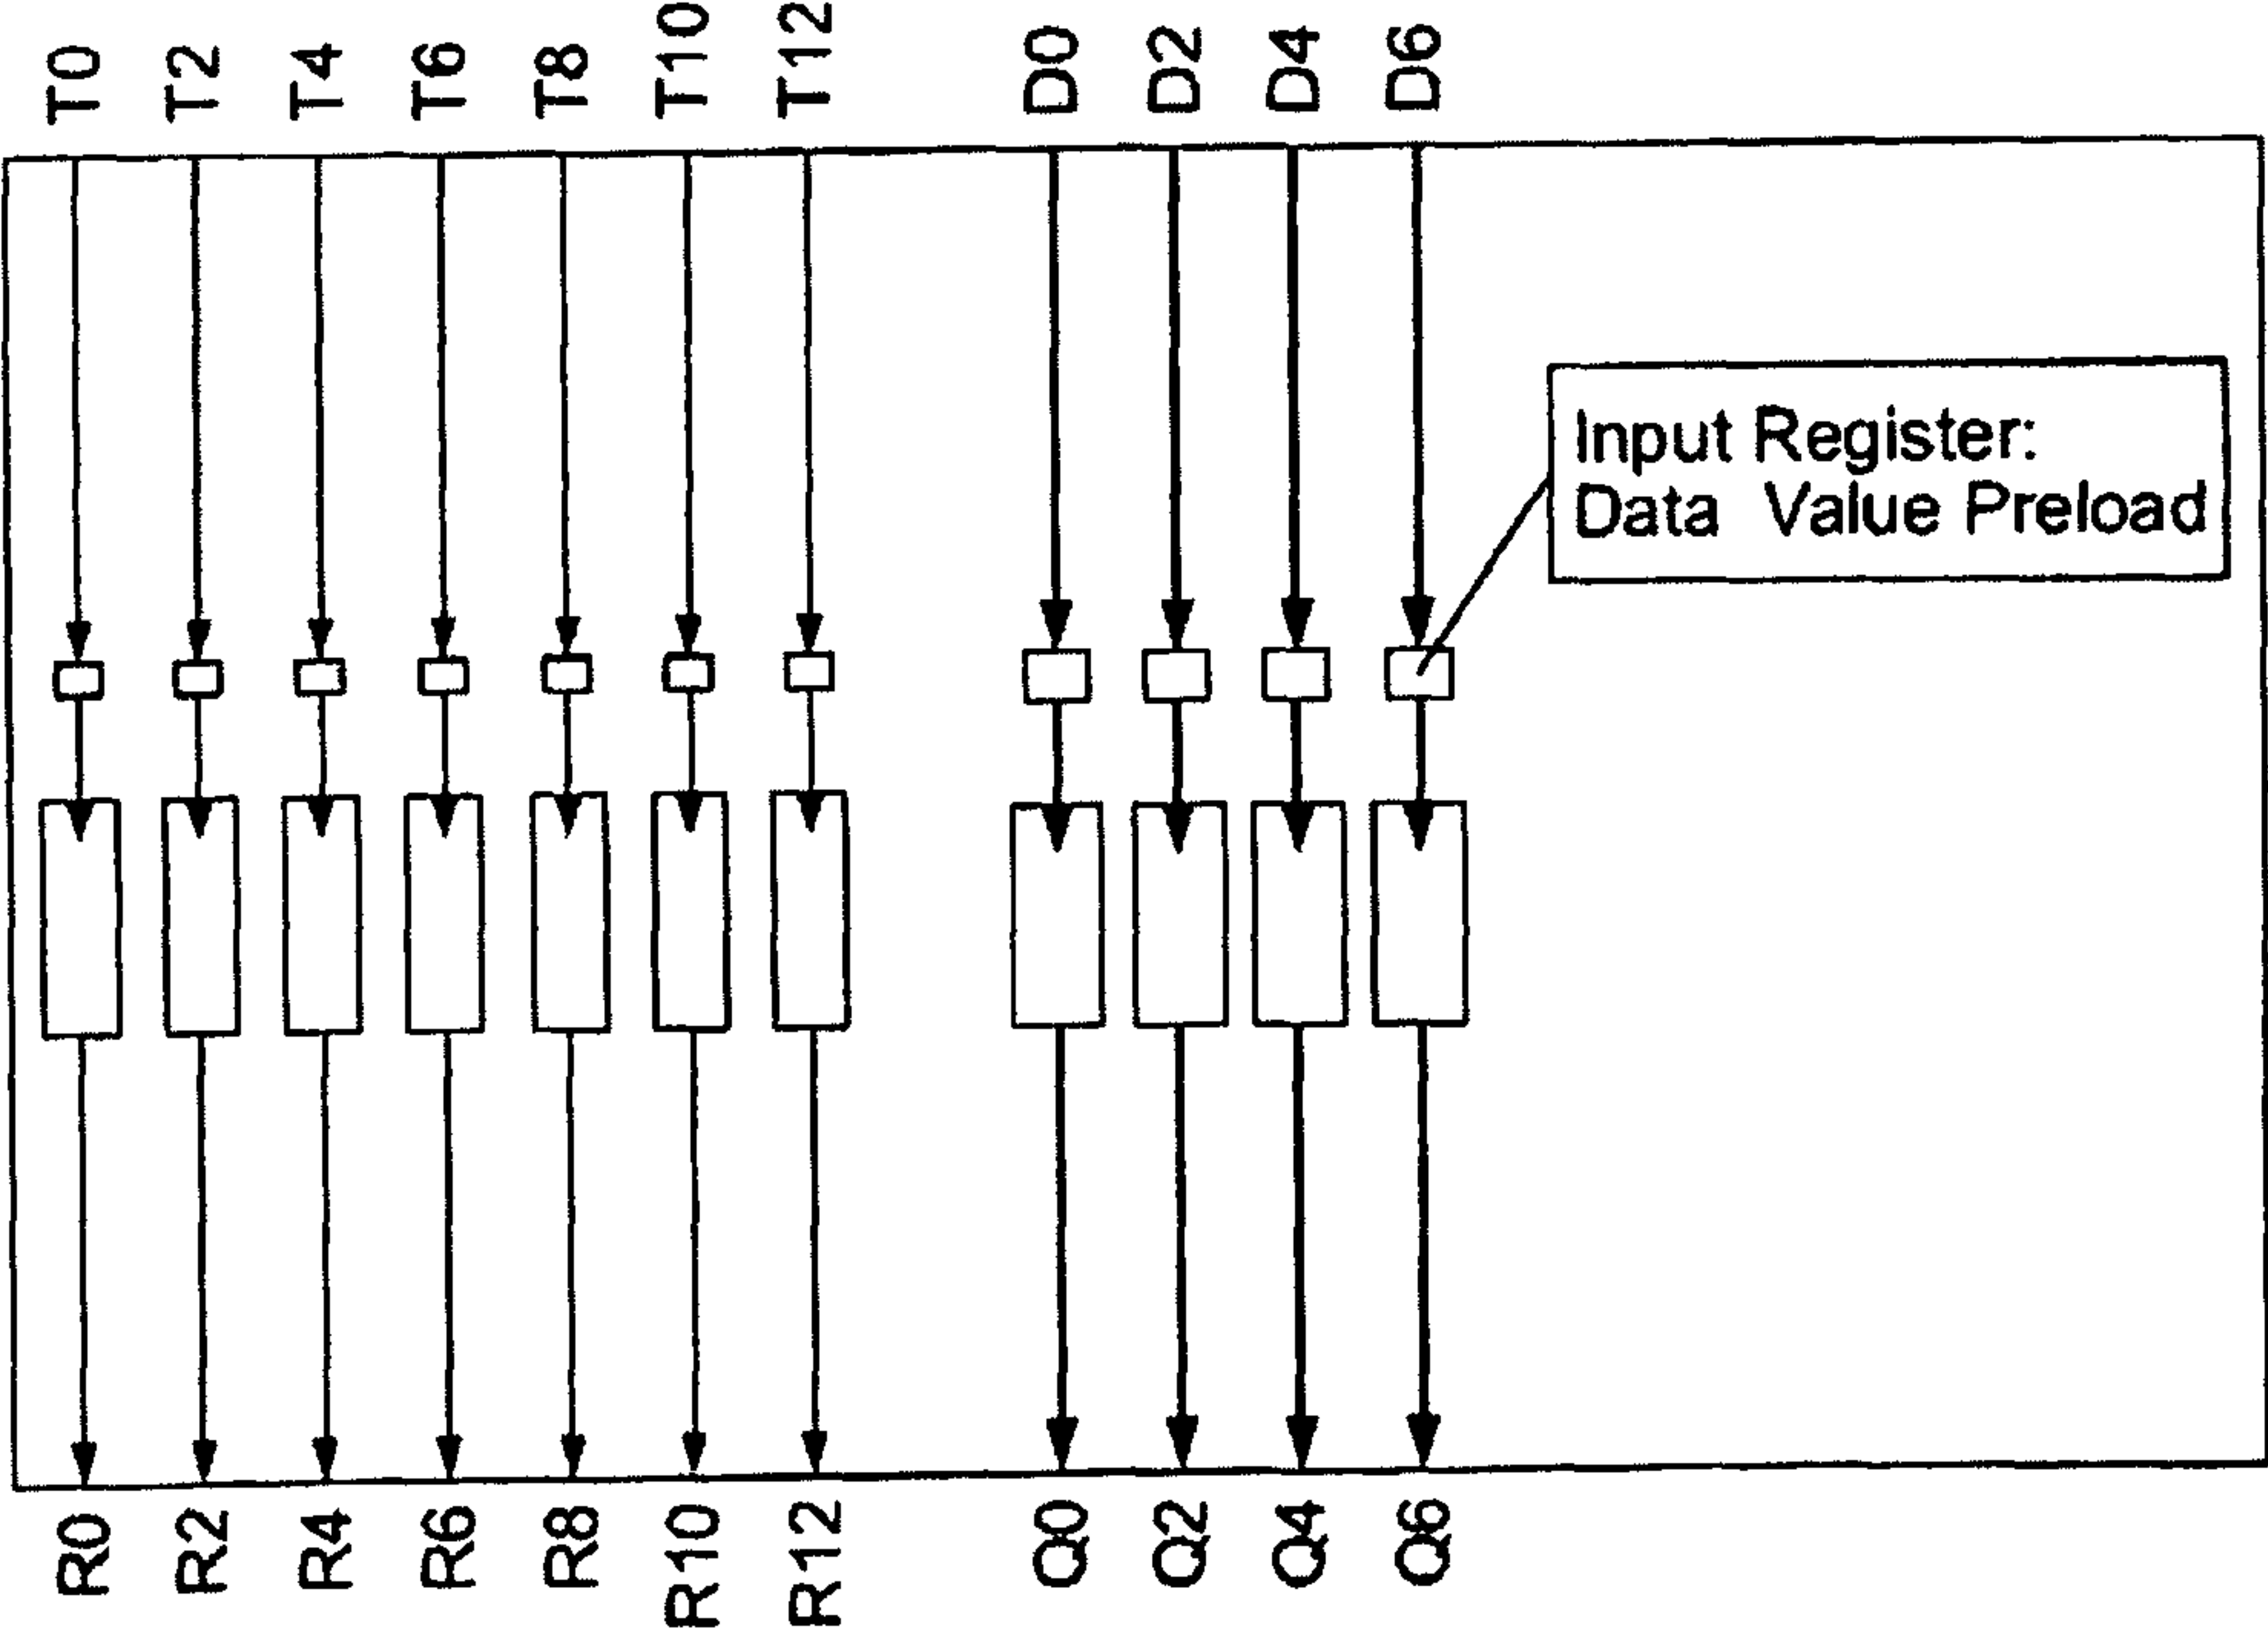 T0
T2
T4
T6
T8
T10
T12
D0
D2
D4
D6
Input Register:
Data Value Preload
R0
R2
R4
R6
R8
R10
R12
Q0
Q2
Q4
Q6